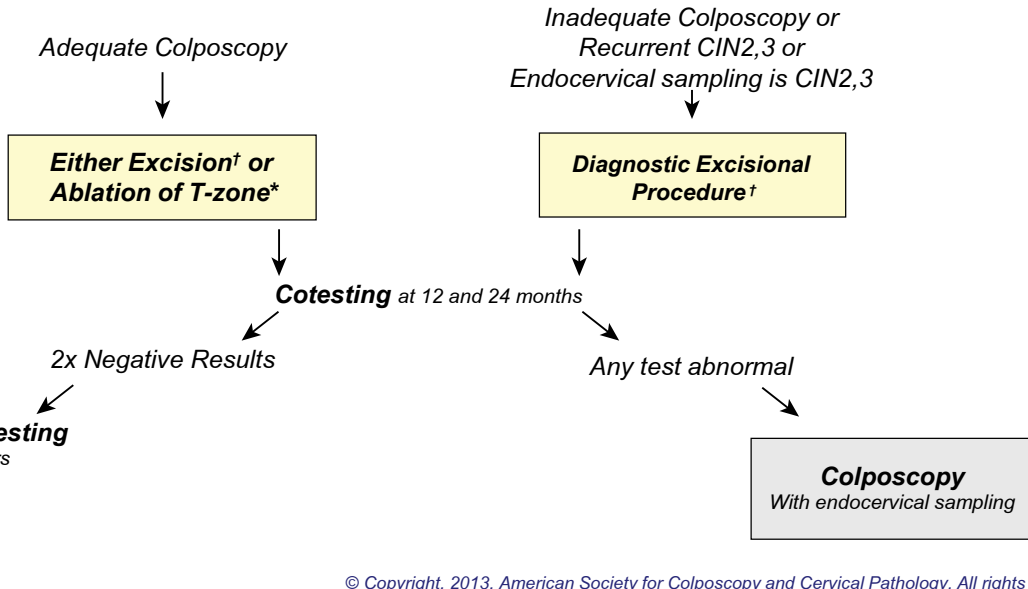 Adequate Colposcopy
Inadequate Colposcopy or
Recurrent CIN2,3 or
Endocervical sampling is CIN2,3
Either Excision† or
Ablation of T-zone*
Diagnostic Excisional
Procedure†
Cotesting at 12 and 24 months
2x Negative Results
Any test abnormal
esting
rs
Colposcopy
With endocervical sampling
© Copyright, 2013, American Society for Colposcopy and Cervical Pathology. All rights